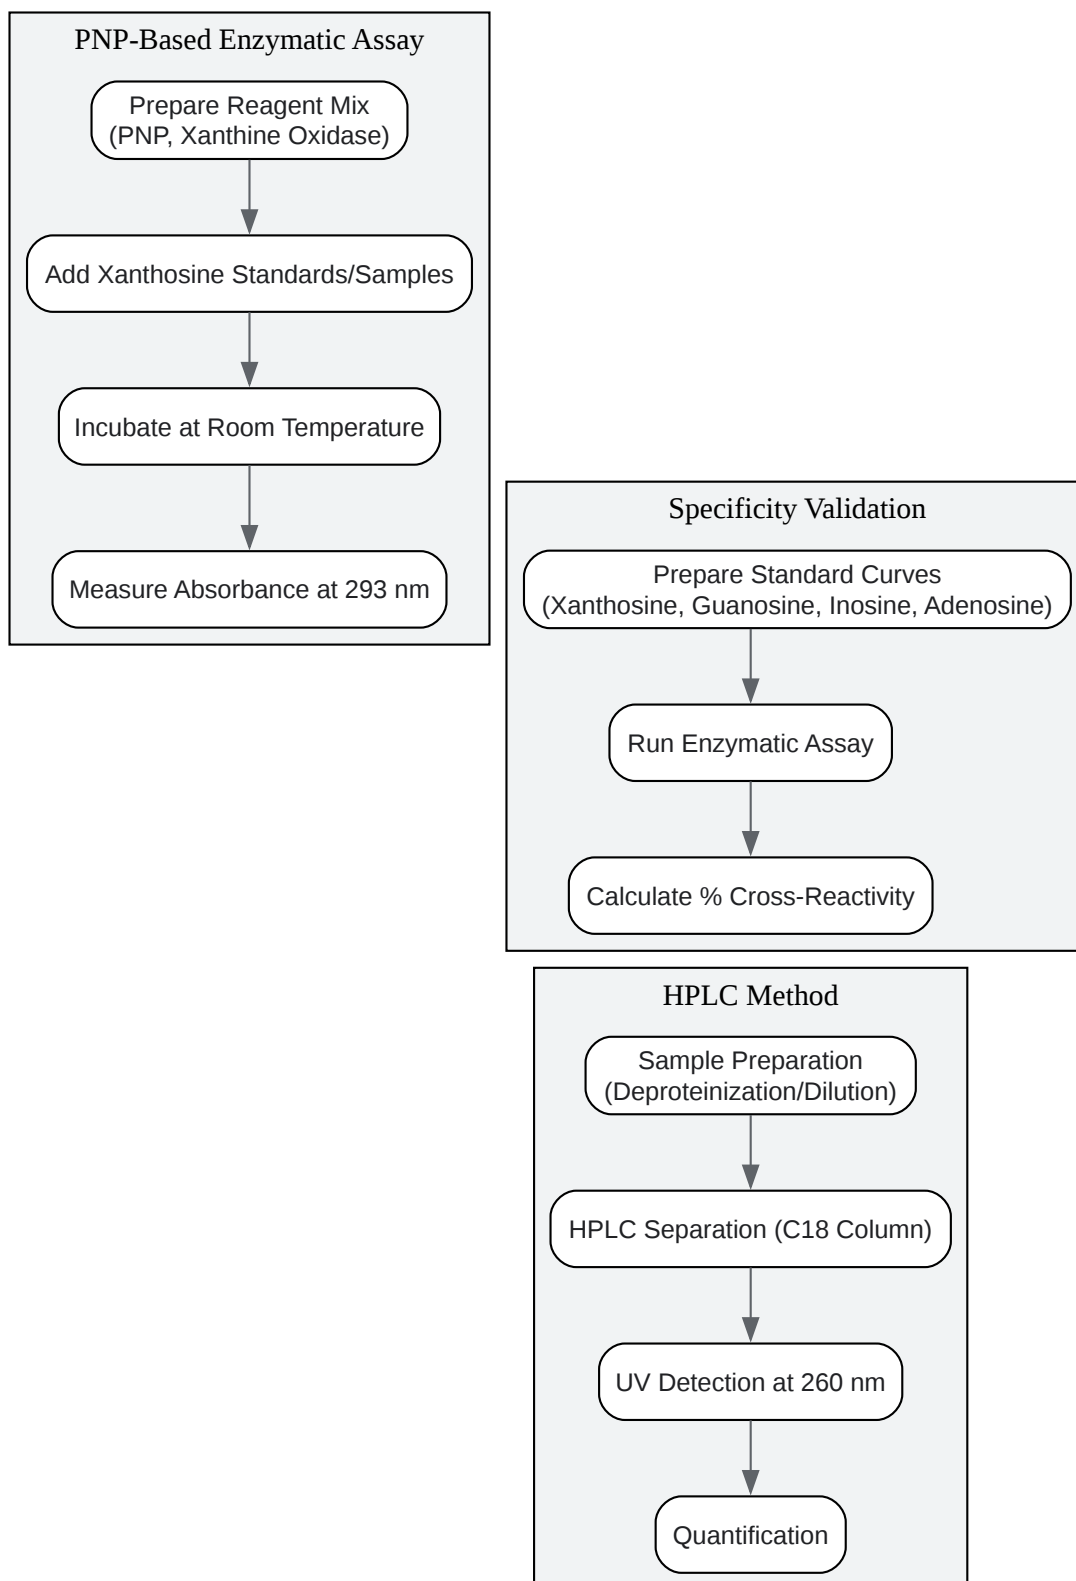 PNP-Based Enzymatic Assay
Prepare Reagent Mix
(PNP, Xanthine Oxidase)
Add Xanthosine Standards/Samples
Incubate at Room Temperature
Measure Absorbance at 293 nm
Specificity Validation
Prepare Standard Curves
(Xanthosine, Guanosine, Inosine, Adenosine)
Run Enzymatic Assay
Calculate % Cross-Reactivity
HPLC Method
Sample Preparation
(Deproteinization/Dilution)
HPLC Separation (C18 Column)
UV Detection at 260 nm
Quantification